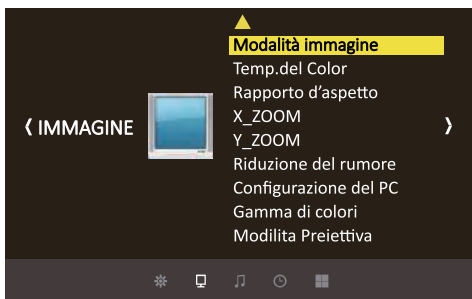 IMMAGINE
Modalità immagine
Temp.del Color
Rapporto d'aspetto
X_ZOOM
Y_ZOOM
Riduzione del rumore
Configurazione del PC
Gamma di colori
Modilita Preiettiva